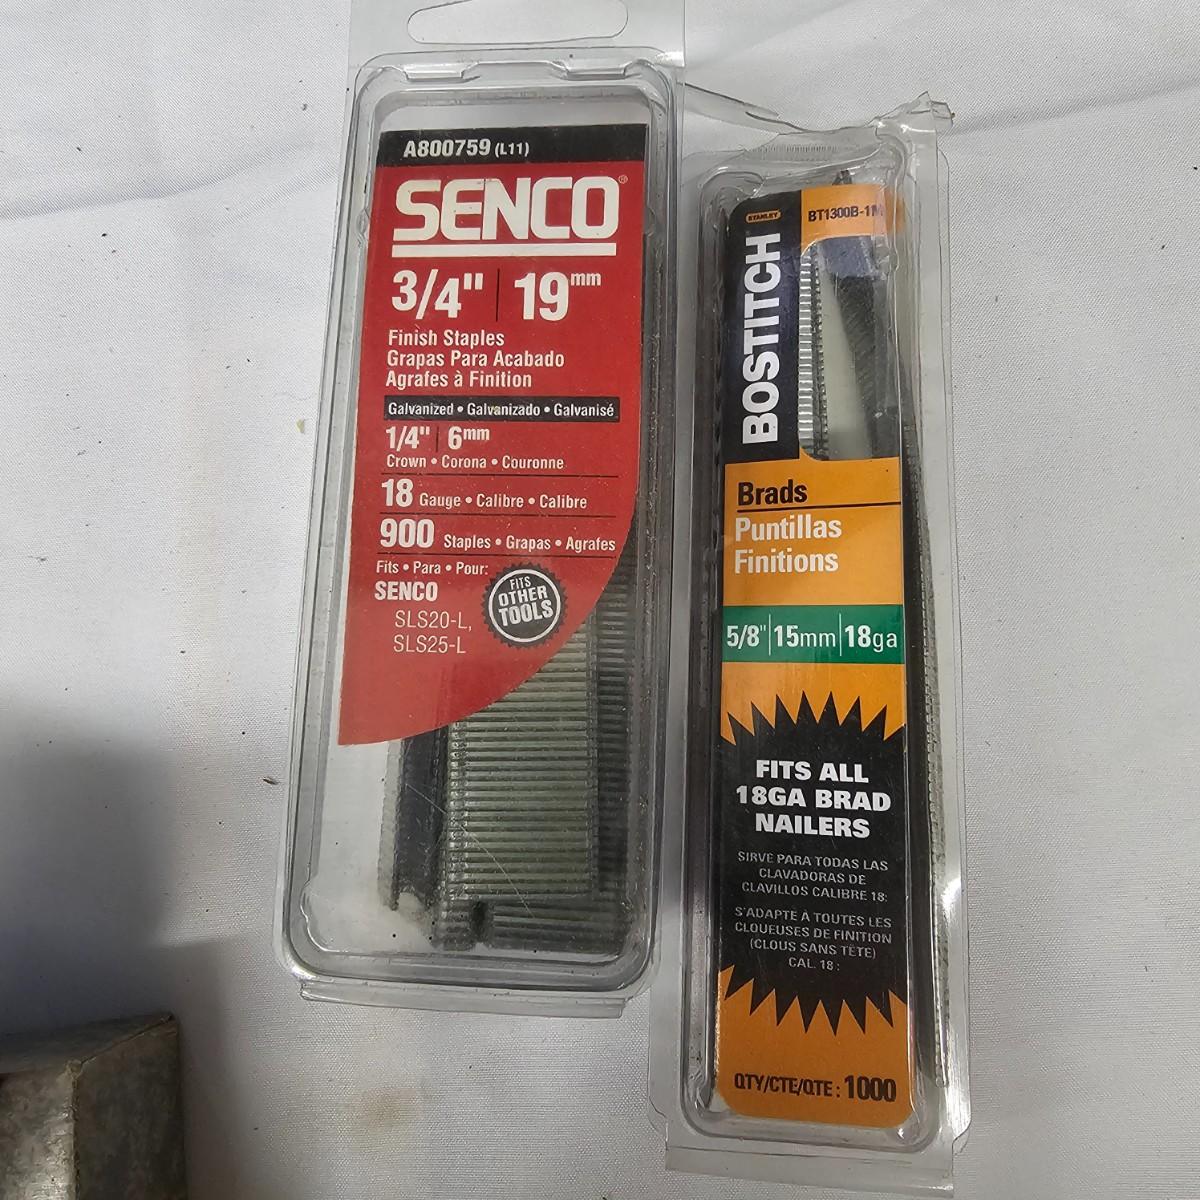 A800759 (L11)
SENCO®
3/4" | 19mm
Finish Staples
Grapas Para Acabado
Agrafes à Finition
Galvanized • Galvanizado • Galvanisé
1/4" | 6mm
Crown • Corona • Couronne
18 Gauge • Calibre • Calibre
900 Staples • Grapas • Agrafes
Fits • Para • Pour:
SENCO
SLS20-L,
SLS25-L
FITS
OTHER
TOOLS
STANLEY
BT1300B-1M
BOSTITCH
Brads
Puntillas
Finitions
5/8" | 15mm | 18ga
FITS ALL
18GA BRAD
NAILERS
SIRVE PARA TODAS LAS
CLAVADORAS DE
CLAVILLOS CALIBRE 18:
S'ADAPTE À TOUTES LES
CLOUEUSES DE FINITION
(CLOUS SANS TÊTE)
CAL. 18 :
QTY/CTE/QTE : 1000